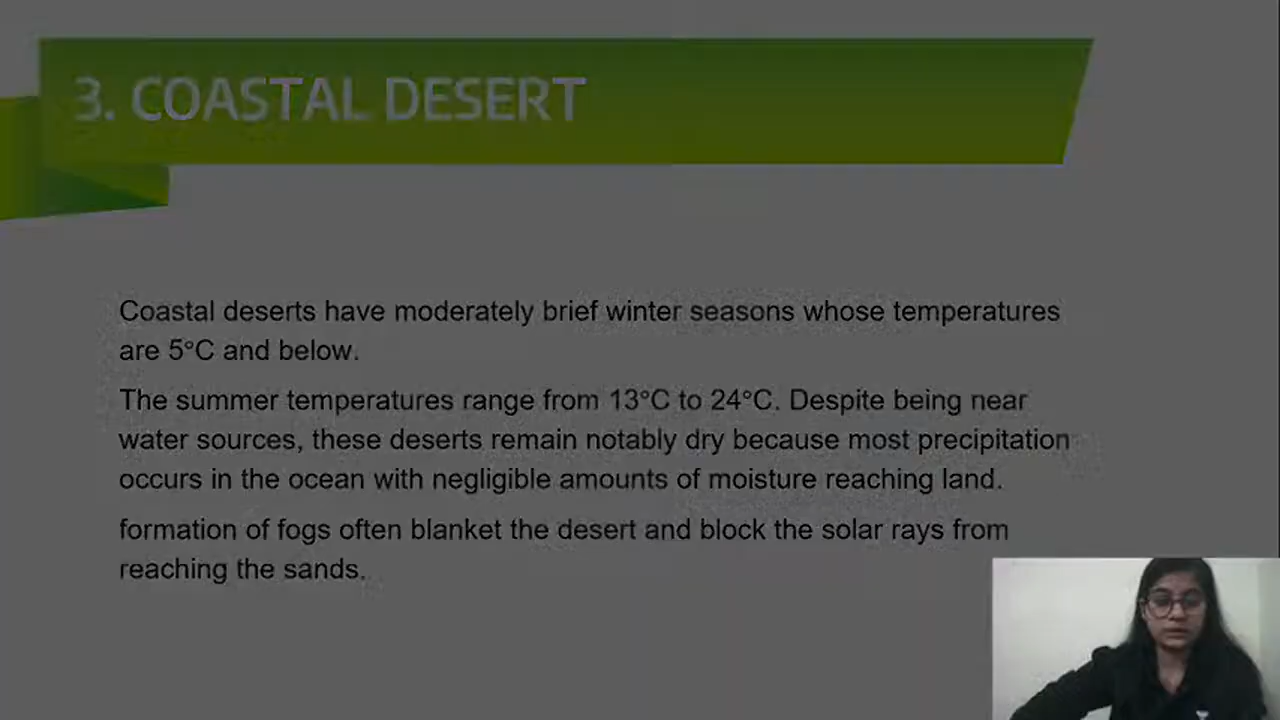 3. COASTAL DESERT
Coastal deserts have moderately brief winter seasons whose temperatures
are 5°C and below.
The summer temperatures range from 13°C to 24°C. Despite being near
water sources, these deserts remain notably dry because most precipitation
occurs in the ocean with negligible amounts of moisture reaching land.
formation of fogs often blanket the desert and block the solar rays from
reaching the sands.